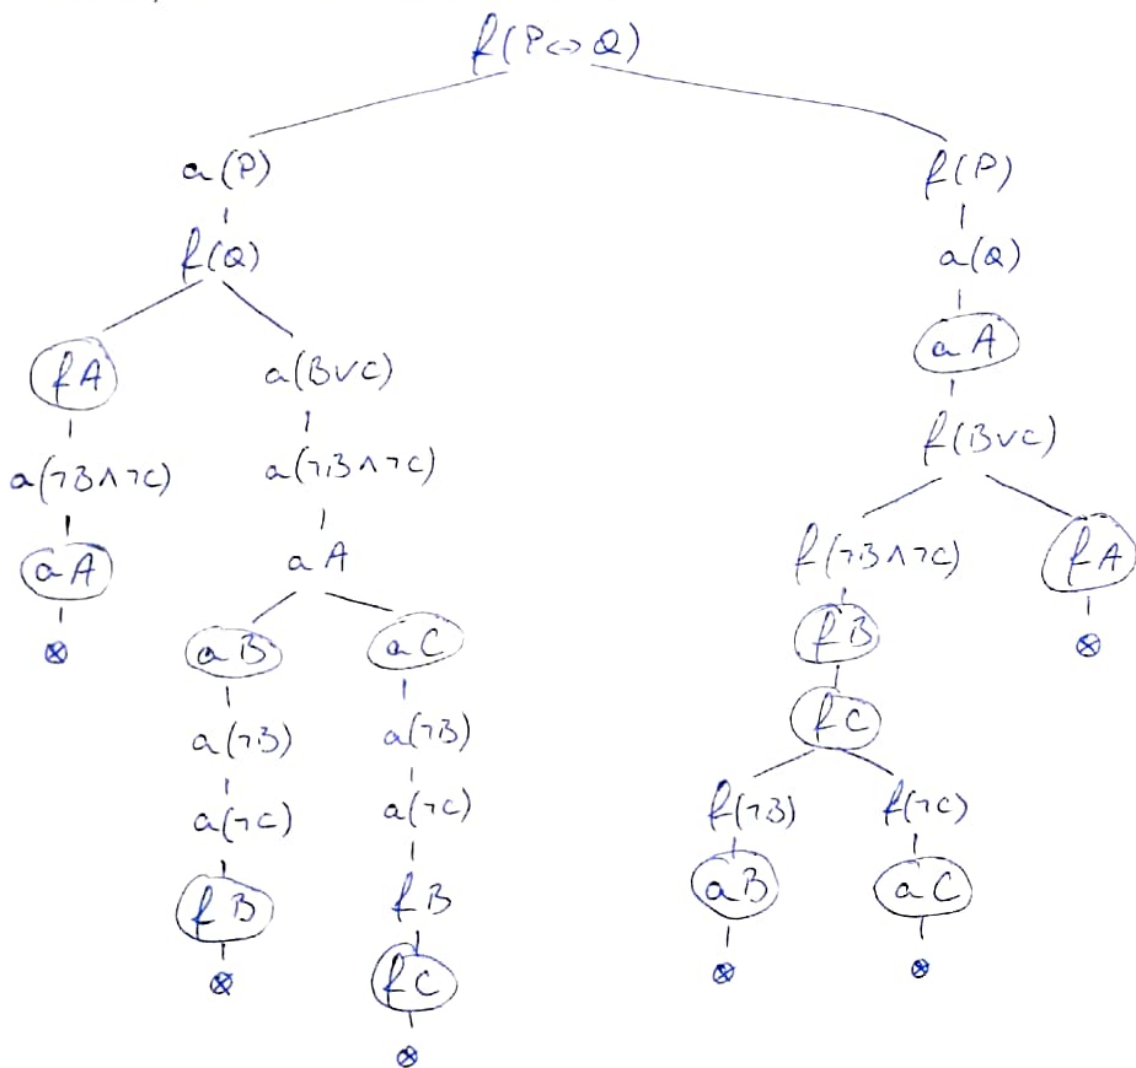 f(P⇔Q)
a(P) f(P)
f(Q) a(Q)
fA a(B∨C) aA
a(¬B∧¬C) a(¬B∧¬C) f(B∨C)
aA aA f(¬B∧¬C) fA
⊗ aB aC fB ⊗
a(¬B) a(¬B) fC
a(¬C) a(¬C) f(¬B) f(¬C)
fB fB aB aC
⊗ fC ⊗ ⊗
⊗